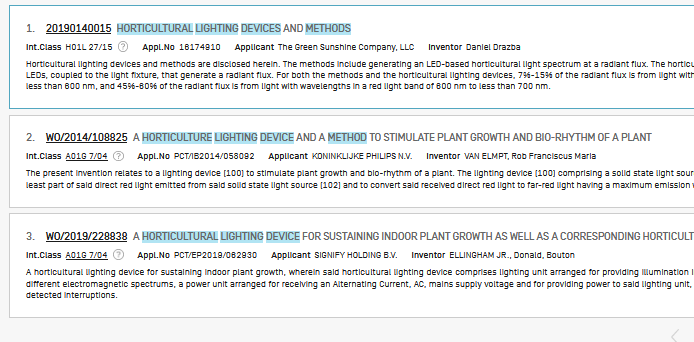 1. 20190140015 HORTICULTURAL LIGHTING DEVICES AND METHODS
Int.Class H01L 27/15 ? Appl.No 16174910 Applicant The Green Sunshine Company, LLC Inventor Daniel Drazba
Horticultural lighting devices and methods are disclosed herein. The methods include generating an LED-based horticultural light spectrum at a radiant flux. The horticu
LEDs, coupled to the light fixture, that generate a radiant flux. For both the methods and the horticultural lighting devices, 7%-15% of the radiant flux is from light with
less than 600 nm, and 45%-60% of the radiant flux is from light with wavelengths in a red light band of 600 nm to less than 700 nm.
2. WO/2014/108825 A HORTICULTURE LIGHTING DEVICE AND A METHOD TO STIMULATE PLANT GROWTH AND BIO-RHYTHM OF A PLANT
Int.Class A01G 7/04 ? Appl.No PCT/IB2014/058092 Applicant KONINKLIJKE PHILIPS N.V. Inventor VAN ELMPT, Rob Franciscus Maria
The present invention relates to a lighting device (100) to stimulate plant growth and bio-rhythm of a plant. The lighting device (100) comprising a solid state light sour
least part of said direct red light emitted from said solid state light source (102) and to convert said received direct red light to far-red light having a maximum emission
3. WO/2019/228838 A HORTICULTURAL LIGHTING DEVICE FOR SUSTAINING INDOOR PLANT GROWTH AS WELL AS A CORRESPONDING HORTICULT
Int.Class A01G 7/04 ? Appl.No PCT/EP2019/062930 Applicant SIGNIFY HOLDING B.V. Inventor ELLINGHAM JR., Donald, Bouton
A horticultural lighting device for sustaining indoor plant growth, wherein said horticultural lighting device comprises lighting unit arranged for providing illumination
different electromagnetic spectrums, a power unit arranged for receiving an Alternating Current, AC, mains supply voltage and for providing power to said lighting unit,
detected interruptions.